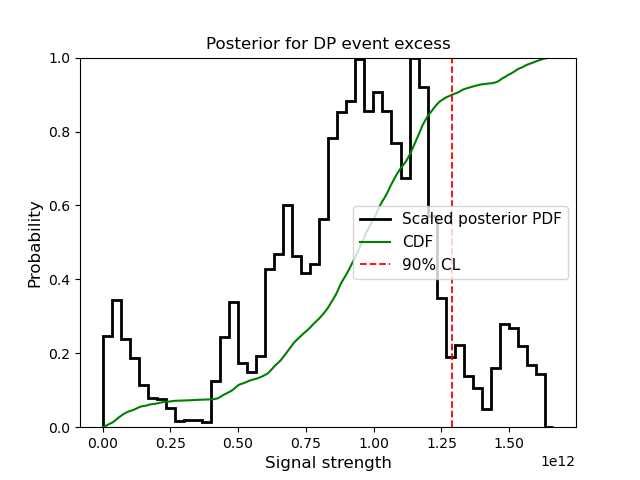 Posterior for DP event excess
Probability
1.0
0.8
0.6
0.4
0.2
0.0
Scaled posterior PDF
CDF
90% CL
0.00 0.25 0.50 0.75 1.00 1.25 1.50
1e12
Signal strength